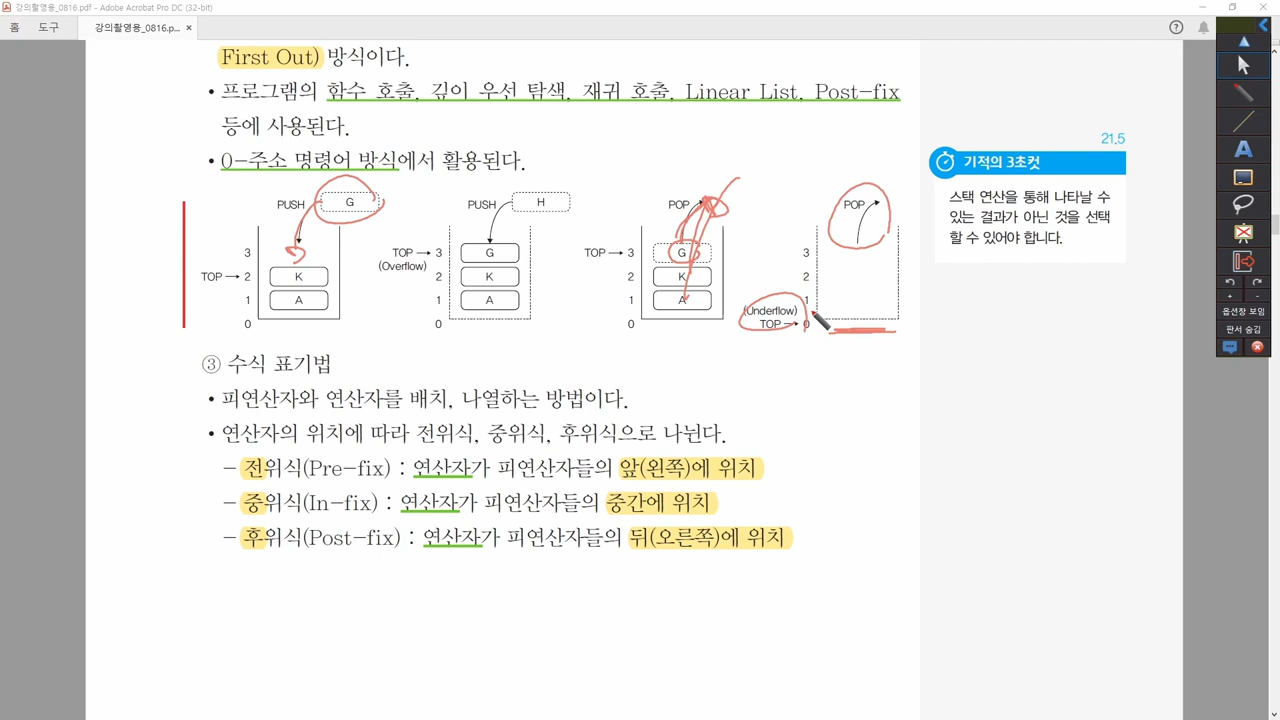 강의촬영용_0816.pdf - Adobe Acrobat Pro DC (32-bit)
홈 도구 강의촬영용_0816.p... ×
First Out) 방식이다.
• 프로그램의 함수 호출, 깊이 우선 탐색, 재귀 호출, Linear List, Post-fix
등에 사용된다.
• 0-주소 명령어 방식에서 활용된다.
PUSH G
3
TOP → 2 K
1 A
0
PUSH H
TOP → 3 G
(Overflow)
2 K
1 A
0
POP
TOP → 3 G
2 K
1 A
0
POP
3
2
1
(Underflow)
TOP → 0
③ 수식 표기법
• 피연산자와 연산자를 배치, 나열하는 방법이다.
• 연산자의 위치에 따라 전위식, 중위식, 후위식으로 나뉜다.
- 전위식(Pre-fix) : 연산자가 피연산자들의 앞(왼쪽)에 위치
- 중위식(In-fix) : 연산자가 피연산자들의 중간에 위치
- 후위식(Post-fix) : 연산자가 피연산자들의 뒤(오른쪽)에 위치
21.5
기적의 3초컷
스택 연산을 통해 나타날 수
있는 결과가 아닌 것을 선택
할 수 있어야 합니다.
A
+ -
옵션장 보임
판서 숨김